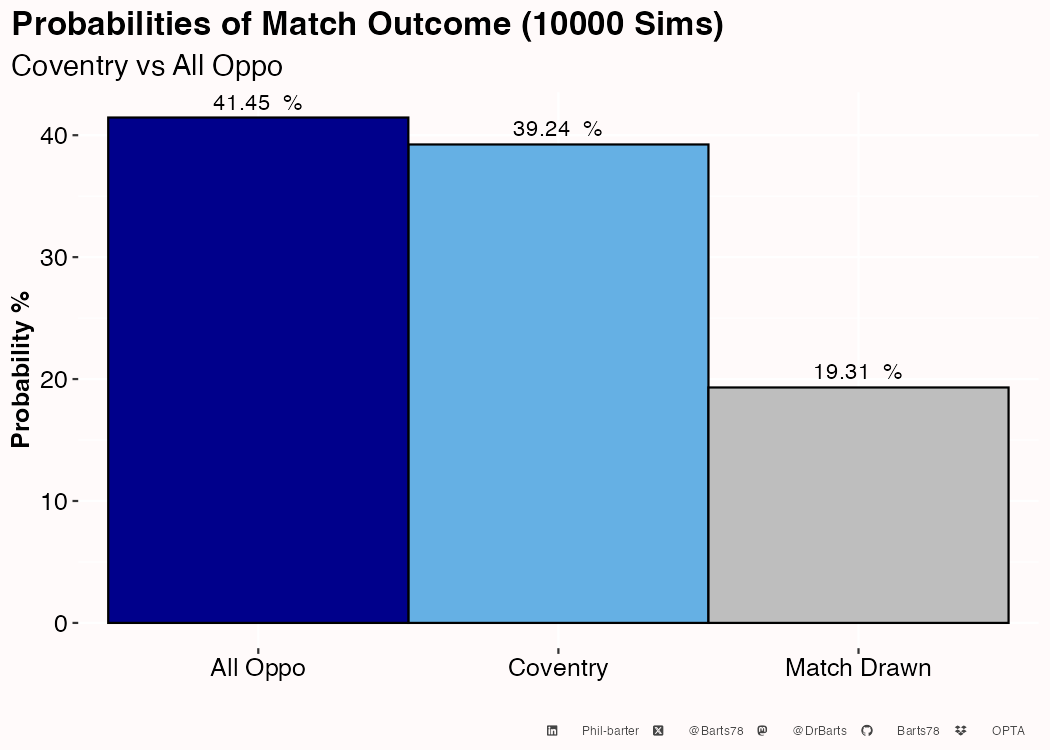 Probabilities of Match Outcome (10000 Sims)
Coventry vs All Oppo
41.45 %
39.24 %
19.31 %
Probability %
40
30
20
10
0
All Oppo Coventry Match Drawn
Phil-barter @Barts78 @DrBarts Barts78 OPTA